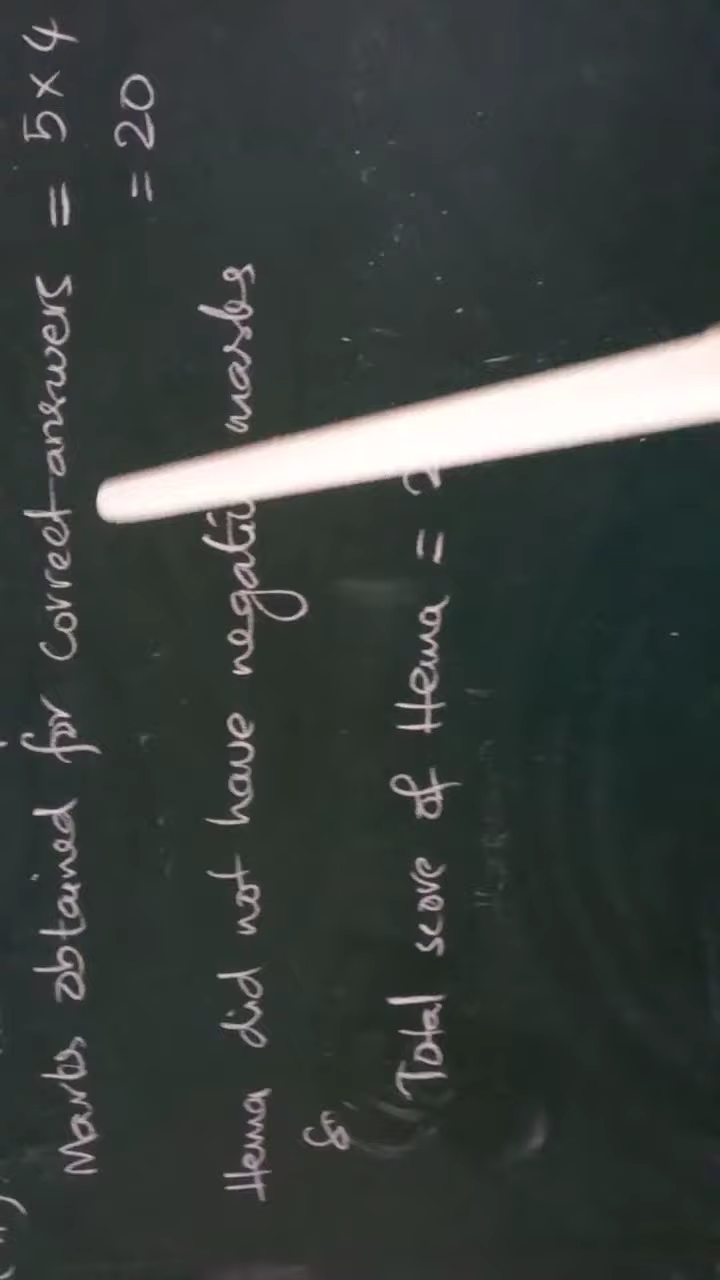 Marks obtained for correct answers = 5 × 4
= 20
Hema did not have marks
&
Total score of Hema =